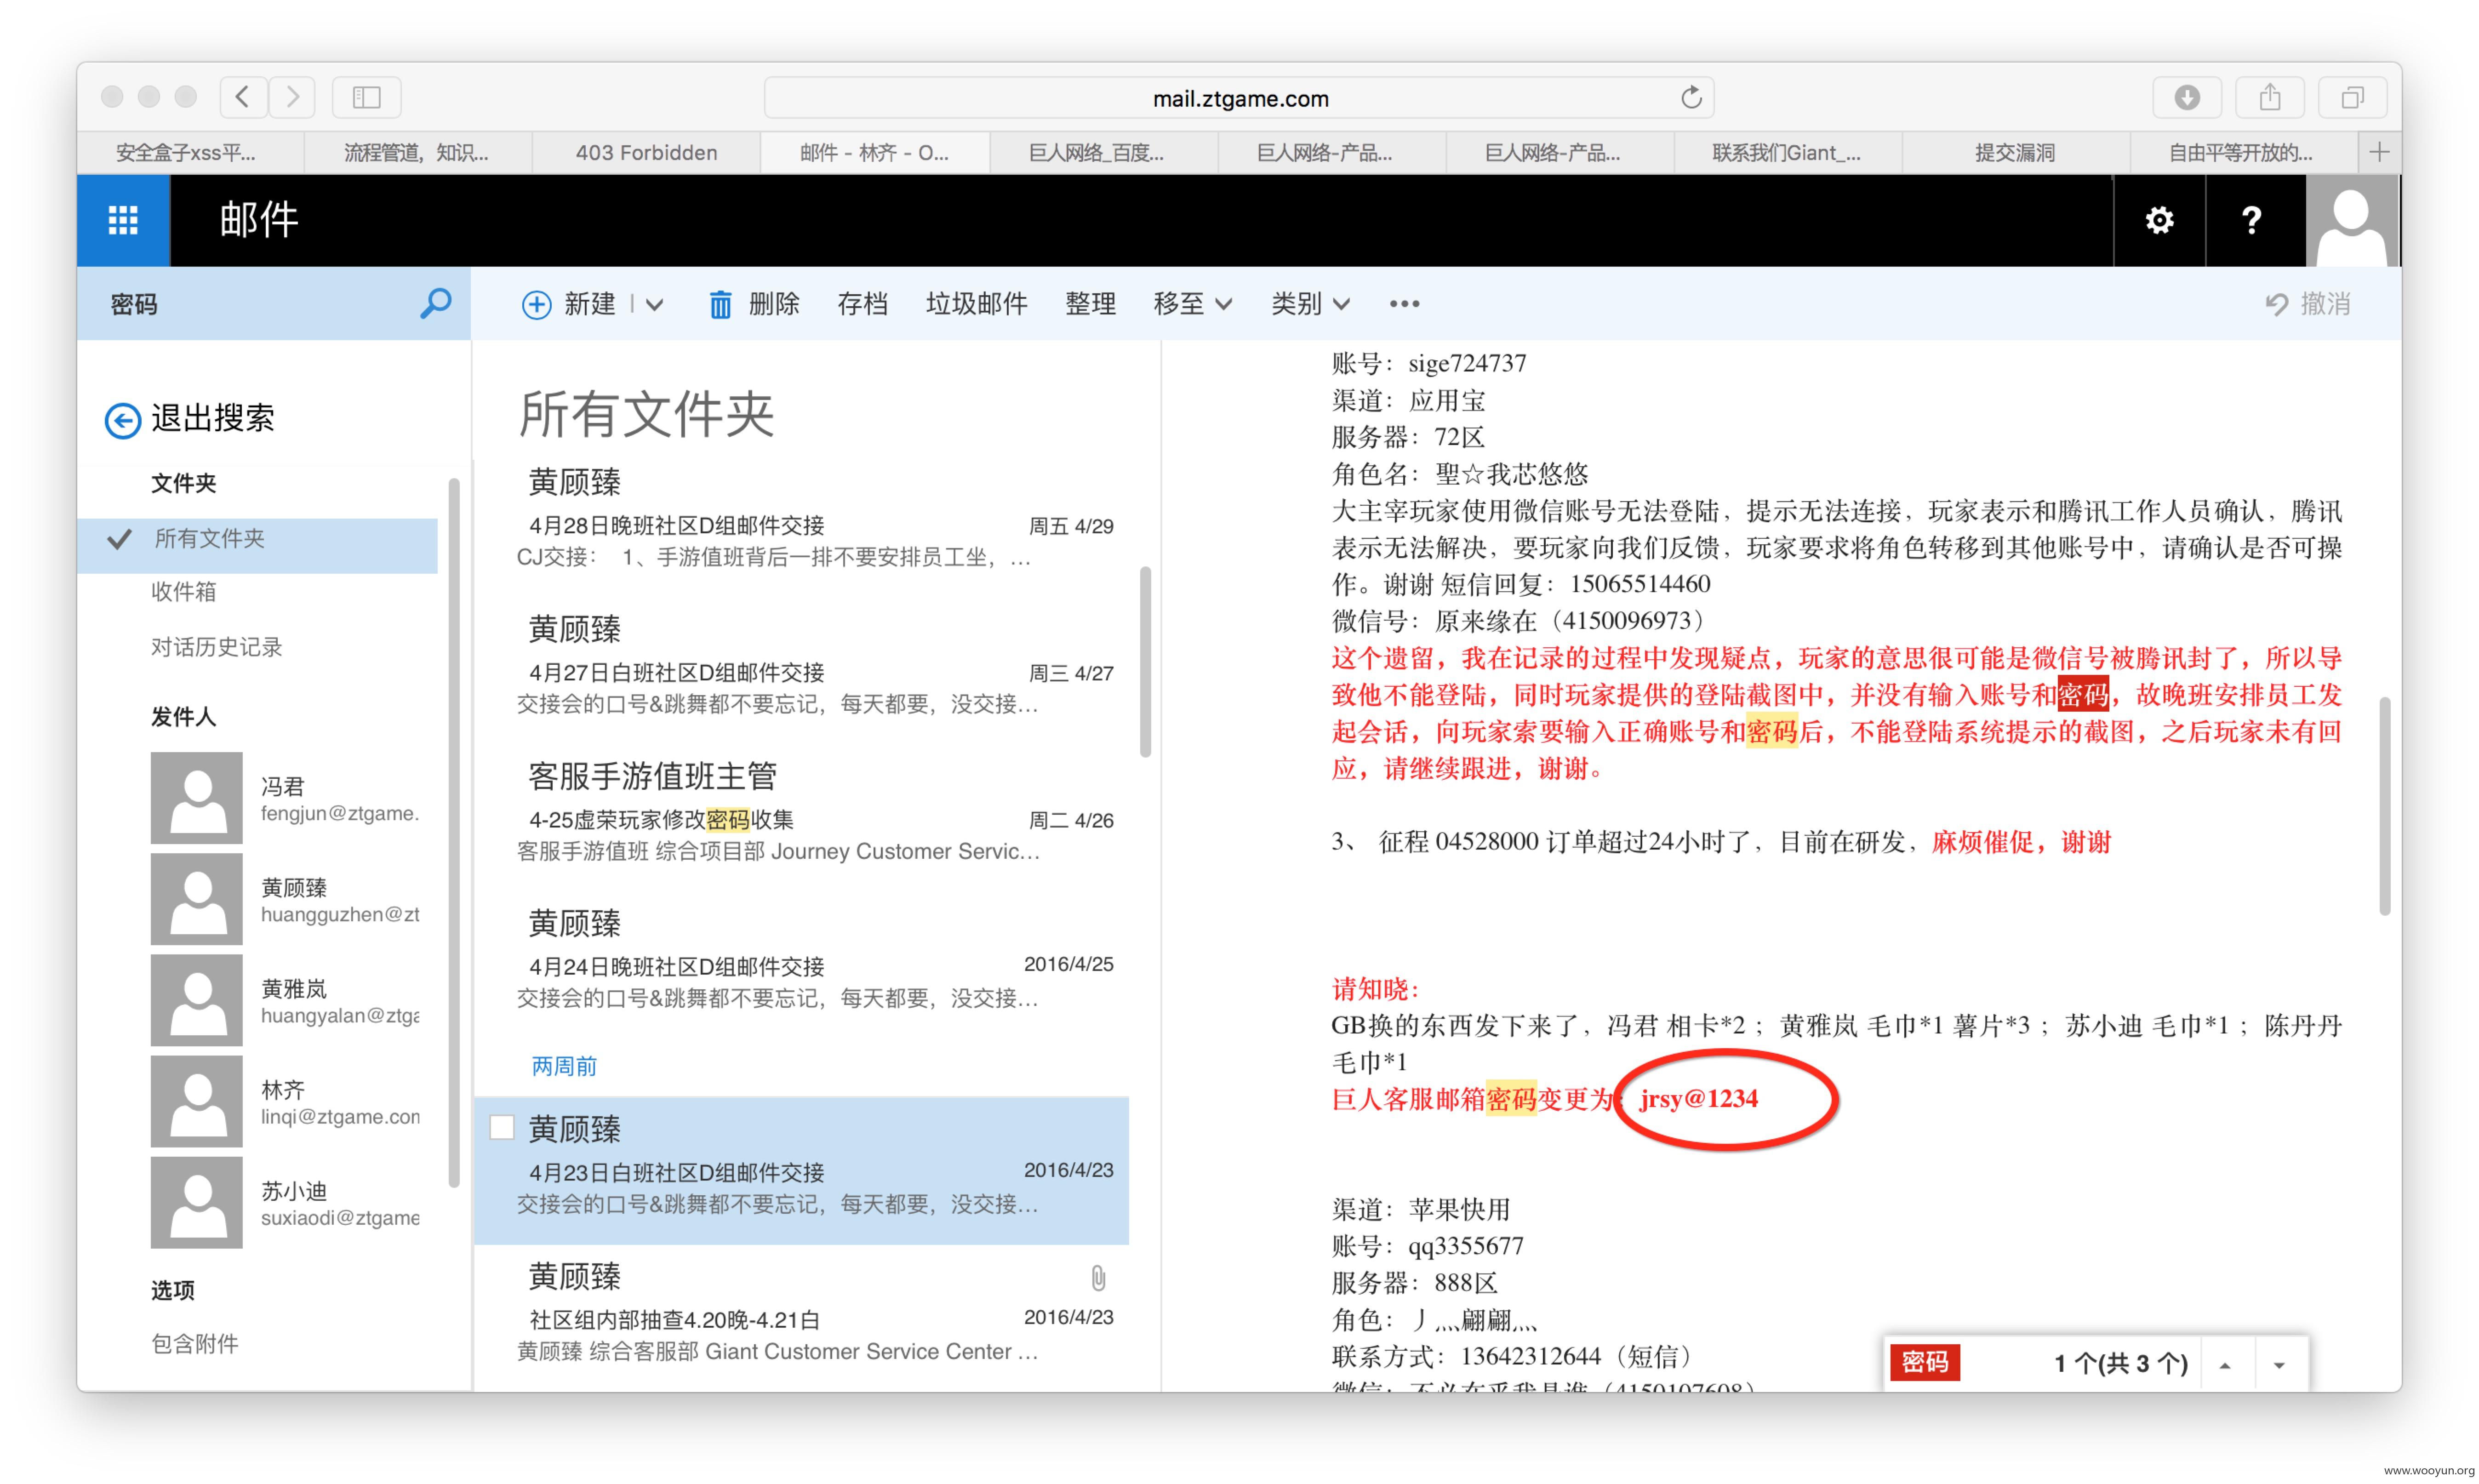 mail.ztgame.com
安全盒子xss平...
流程管道，知识...
403 Forbidden
邮件 - 林齐 - O...
巨人网络_百度...
巨人网络-产品...
巨人网络-产品...
联系我们Giant_...
提交漏洞
自由平等开放的...
邮件
?
密码
新建
删除
存档
垃圾邮件
整理
移至
类别
撤消
退出搜索
文件夹
所有文件夹
收件箱
对话历史记录
发件人
冯君
fengjun@ztgame.
黄顾臻
huangguzhen@zt
黄雅岚
huangyalan@ztga
林齐
linqi@ztgame.con
苏小迪
suxiaodi@ztgame
选项
包含附件
所有文件夹
黄顾臻
4月28日晚班社区D组邮件交接 周五 4/29
CJ交接： 1、手游值班背后一排不要安排员工坐，...
黄顾臻
4月27日白班社区D组邮件交接 周三 4/27
交接会的口号&跳舞都不要忘记，每天都要，没交接...
客服手游值班主管
4-25虚荣玩家修改密码收集 周二 4/26
客服手游值班 综合项目部 Journey Customer Servic...
黄顾臻
4月24日晚班社区D组邮件交接 2016/4/25
交接会的口号&跳舞都不要忘记，每天都要，没交接...
两周前
黄顾臻
4月23日白班社区D组邮件交接 2016/4/23
交接会的口号&跳舞都不要忘记，每天都要，没交接...
黄顾臻
社区组内部抽查4.20晚-4.21白 2016/4/23
黄顾臻 综合客服部 Giant Customer Service Center ...
账号：sige724737
渠道：应用宝
服务器：72区
角色名：聖☆我芯悠悠
大主宰玩家使用微信账号无法登陆，提示无法连接，玩家表示和腾讯工作人员确认，腾讯
表示无法解决，要玩家向我们反馈，玩家要求将角色转移到其他账号中，请确认是否可操
作。谢谢 短信回复：15065514460
微信号：原来缘在（4150096973）
这个遗留，我在记录的过程中发现疑点，玩家的意思很可能是微信号被腾讯封了，所以导
致他不能登陆，同时玩家提供的登陆截图中，并没有输入账号和密码，故晚班安排员工发
起会话，向玩家索要输入正确账号和密码后，不能登陆系统提示的截图，之后玩家未有回
应，请继续跟进，谢谢。
3、 征程 04528000 订单超过24小时了，目前在研发，麻烦催促，谢谢
请知晓：
GB换的东西发下来了，冯君 相卡*2 ；黄雅岚 毛巾*1 薯片*3 ；苏小迪 毛巾*1 ；陈丹丹
毛巾*1
巨人客服邮箱密码变更为：jrsy@1234
渠道：苹果快用
账号：qq3355677
服务器：888区
角色：丿灬翩翩灬
联系方式：13642312644（短信）
密码 1 个(共 3 个)
www.wooyun.org